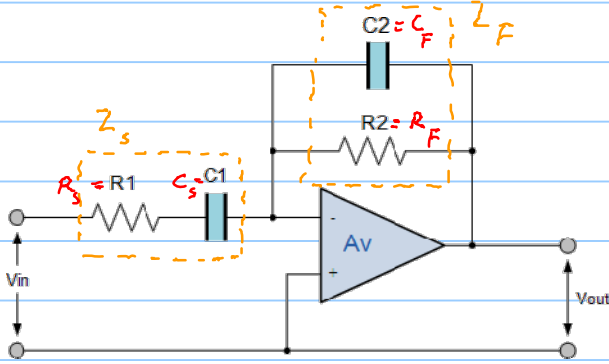 C2 = C_F
Z_F
R2 = R_F
Z_s
R_s = R1
C_s = C1
-
Av
+
Vin
Vout